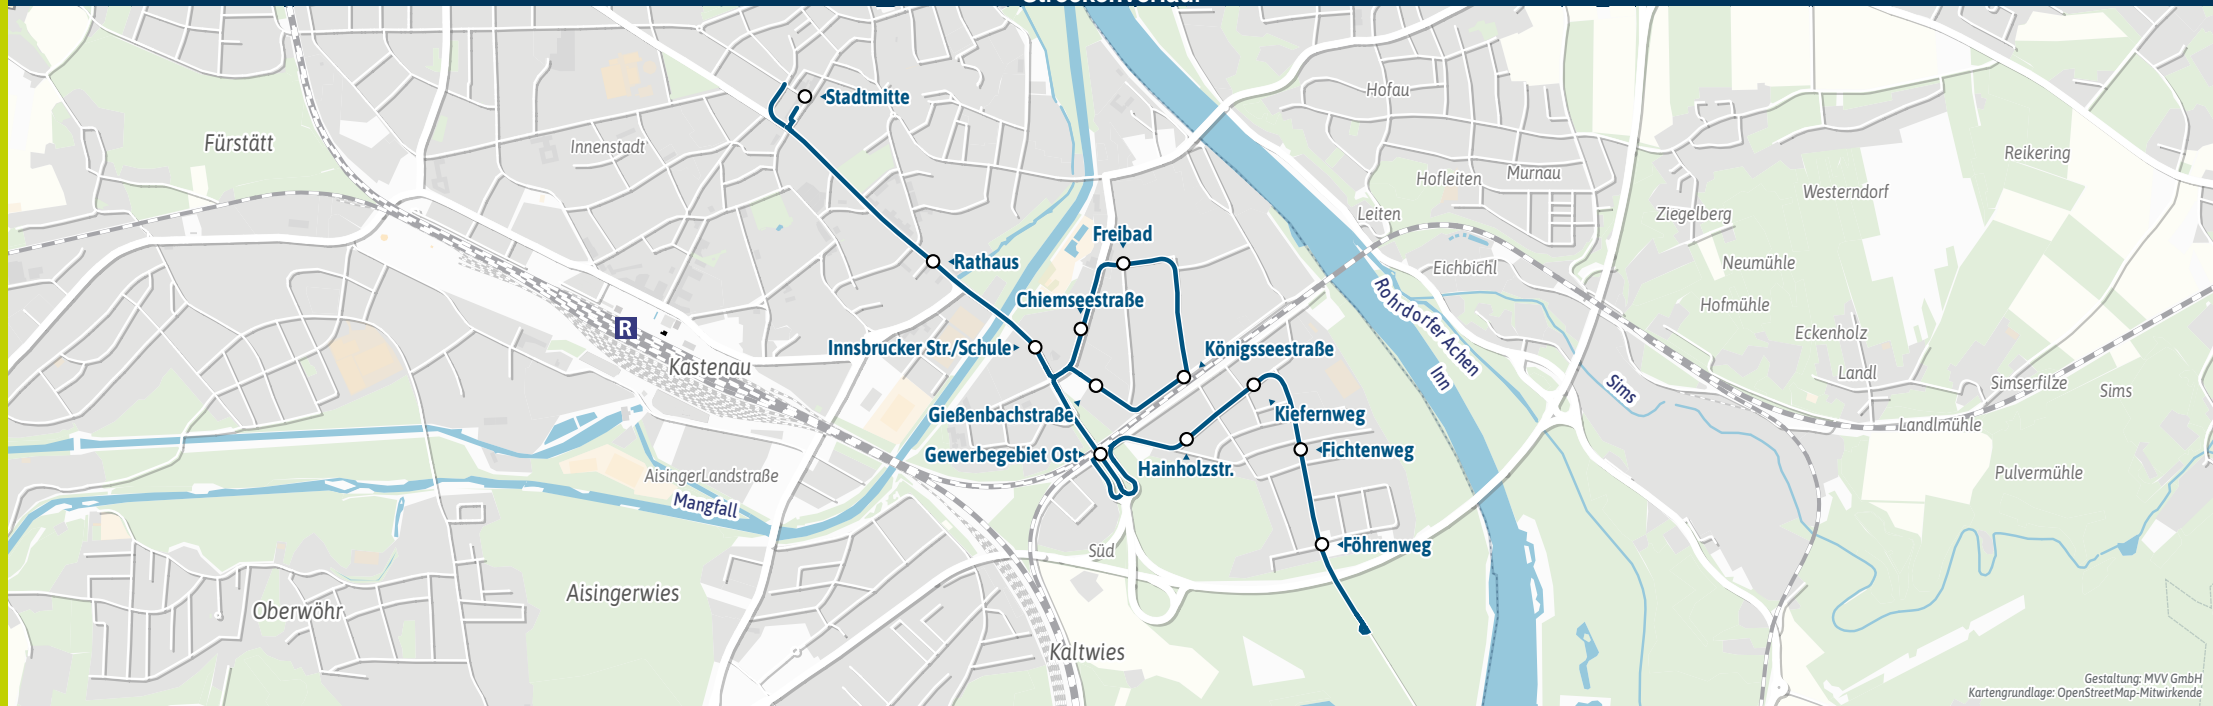 Streckenverlauf
Hofau
Stadtmitte
Fürstätt
Innenstadt
Reikering
Hofleiten
Murnau
Westerndorf
Leiten
Ziegelberg
Freibad
Rathaus
Eichbichl
Neumühle
Chiemseestraße
Hofmühle
R
Rohrdorfer Achen
Eckenholz
Innsbrucker Str./Schule
Königsseestraße
Kastenau
Inn
Landl
Simserfilze
Sims
Sims
Gießenbachstraße
Kiefernweg
Landlmühle
Gewerbegebiet Ost
Fichtenweg
Hainholzstr.
AisingerLandstraße
Pulvermühle
Mangfall
Süd
Föhrenweg
Aisingerwies
Oberwöhr
Kaltwies
Gestaltung: MVV GmbH
Kartengrundlage: OpenStreetMap-Mitwirkende